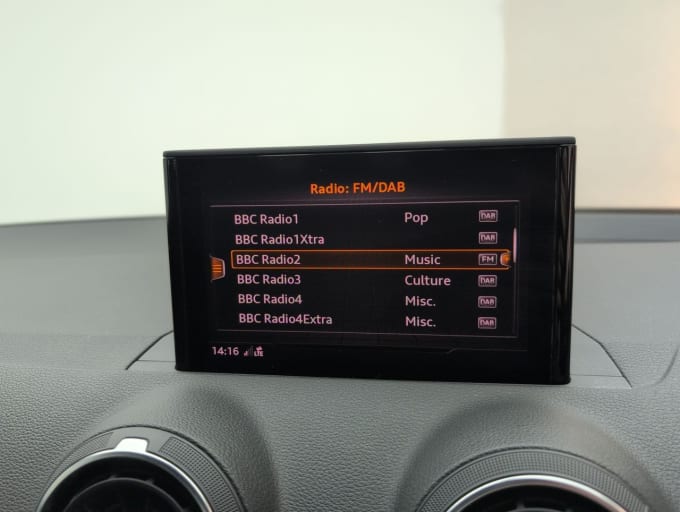 Radio: FM/DAB
BBC Radio1 Pop DAB
BBC Radio1Xtra DAB
BBC Radio2 Music FM
BBC Radio3 Culture DAB
BBC Radio4 Misc. DAB
BBC Radio4Extra Misc. DAB
14:16 LTE